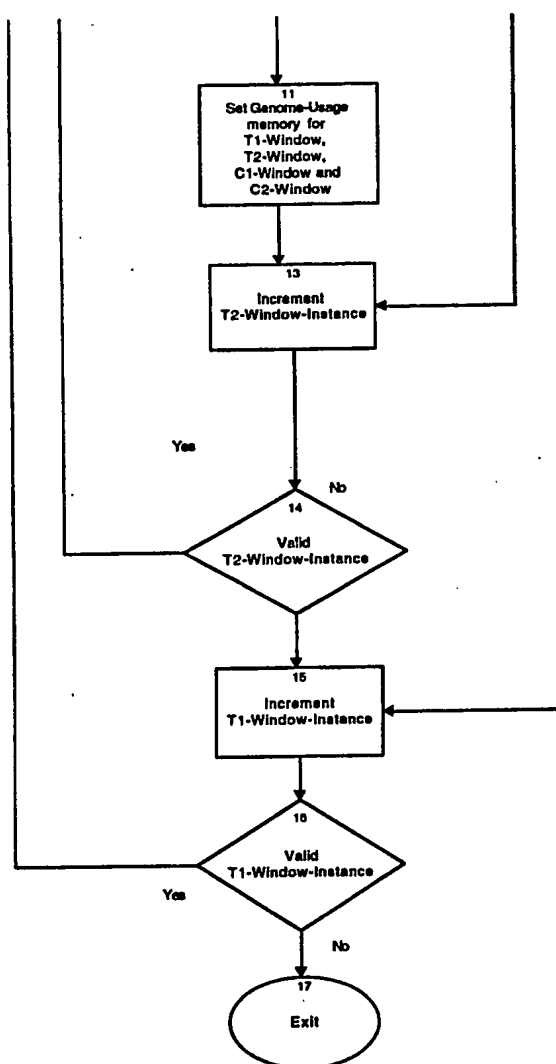 11
Set Genome-Usage
memory for
T1-Window,
T2-Window,
C1-Window and
C2-Window
13
Increment
T2-Window-Instance
Yes
No
14
Valid
T2-Window-Instance
15
Increment
T1-Window-Instance
16
Valid
T1-Window-Instance
Yes
No
17
Exit